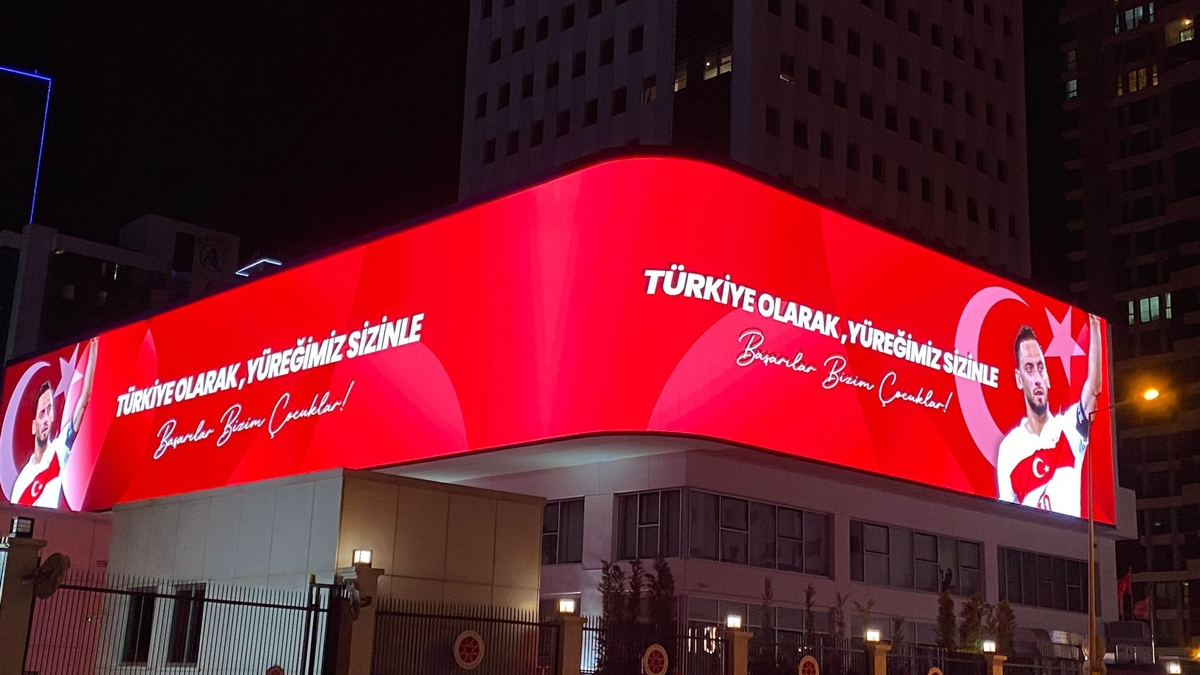 TÜRKİYE OLARAK, YÜREĞİMİZ SİZİNLE
Başarılar Bizim Çocuklar!
TÜRKİYE OLARAK, YÜREĞİMİZ SİZİNLE
Başarılar Bizim Çocuklar!